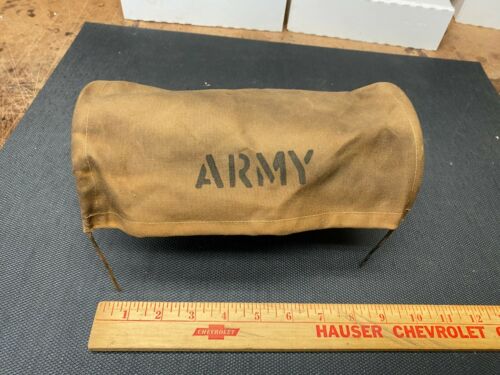 ARMY
1 2 3 4 5 6 7 8 9 10 11 12
CHEVROLET
HAUSER CHEVROLET